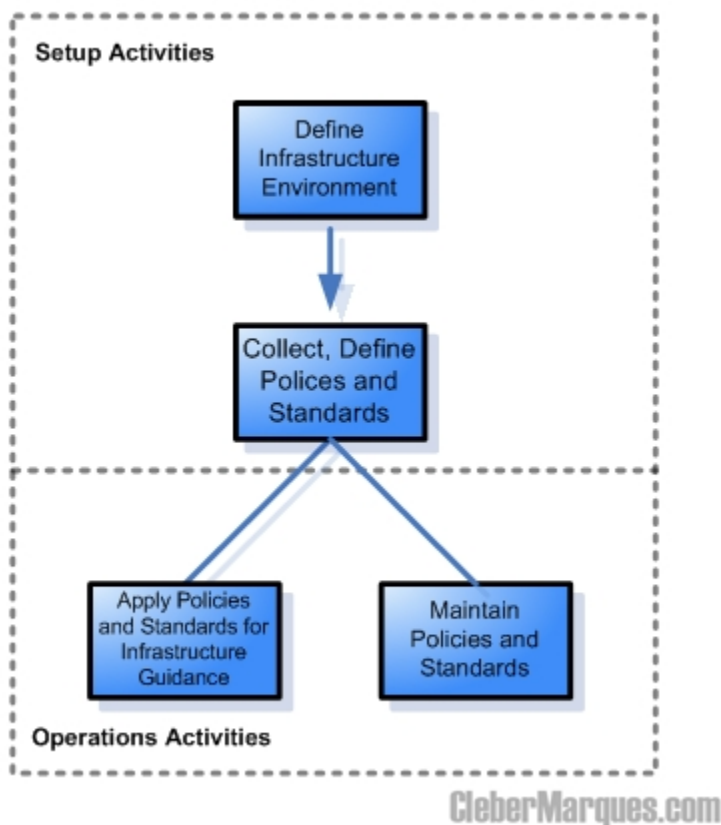 Setup Activities
Define
Infrastructure
Environment
Collect, Define
Polices and
Standards
Apply Policies
and Standards for
Infrastructure
Guidance
Maintain
Policies and
Standards
Operations Activities
CleberMarques.com